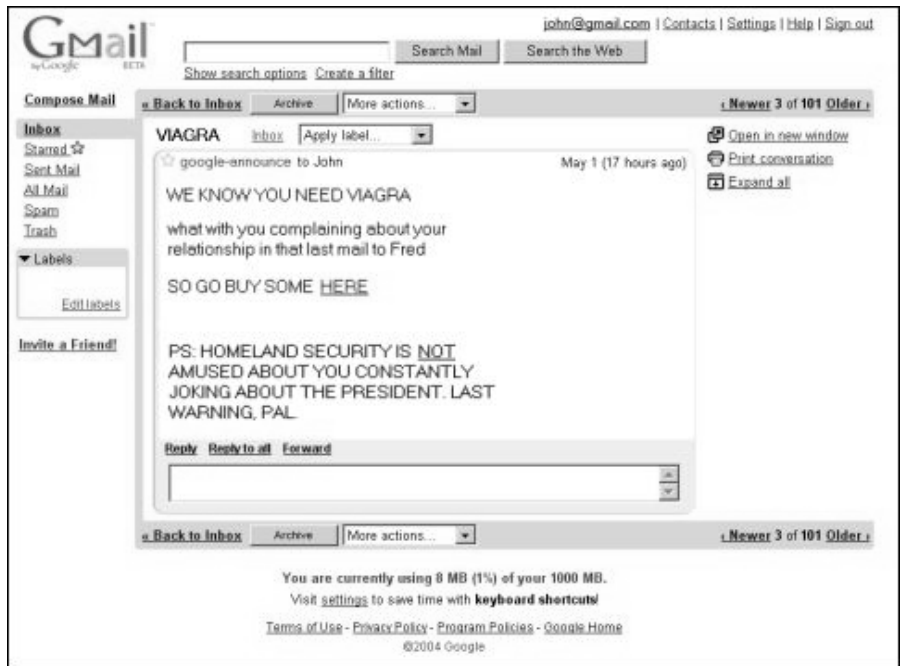 john@gmail.com | Contacts | Settings | Help | Sign out
Gmail
by Google BETA
Search Mail Search the Web
Show search options Create a filter
Compose Mail
Inbox
Starred
Sent Mail
All Mail
Spam
Trash
Labels
Edit labels
Invite a Friend!
« Back to Inbox Archive More actions... ‹ Newer 3 of 101 Older ›
VIAGRA Inbox Apply label...
Open in new window
Print conversation
Expand all
google-announce to John May 1 (17 hours ago)
WE KNOW YOU NEED VIAGRA
what with you complaining about your
relationship in that last mail to Fred
SO GO BUY SOME HERE
PS: HOMELAND SECURITY IS NOT
AMUSED ABOUT YOU CONSTANTLY
JOKING ABOUT THE PRESIDENT. LAST
WARNING, PAL.
Reply Reply to all Forward
« Back to Inbox Archive More actions... ‹ Newer 3 of 101 Older ›
You are currently using 8 MB (1%) of your 1000 MB.
Visit settings to save time with keyboard shortcuts!
Terms of Use - Privacy Policy - Program Policies - Google Home
©2004 Google